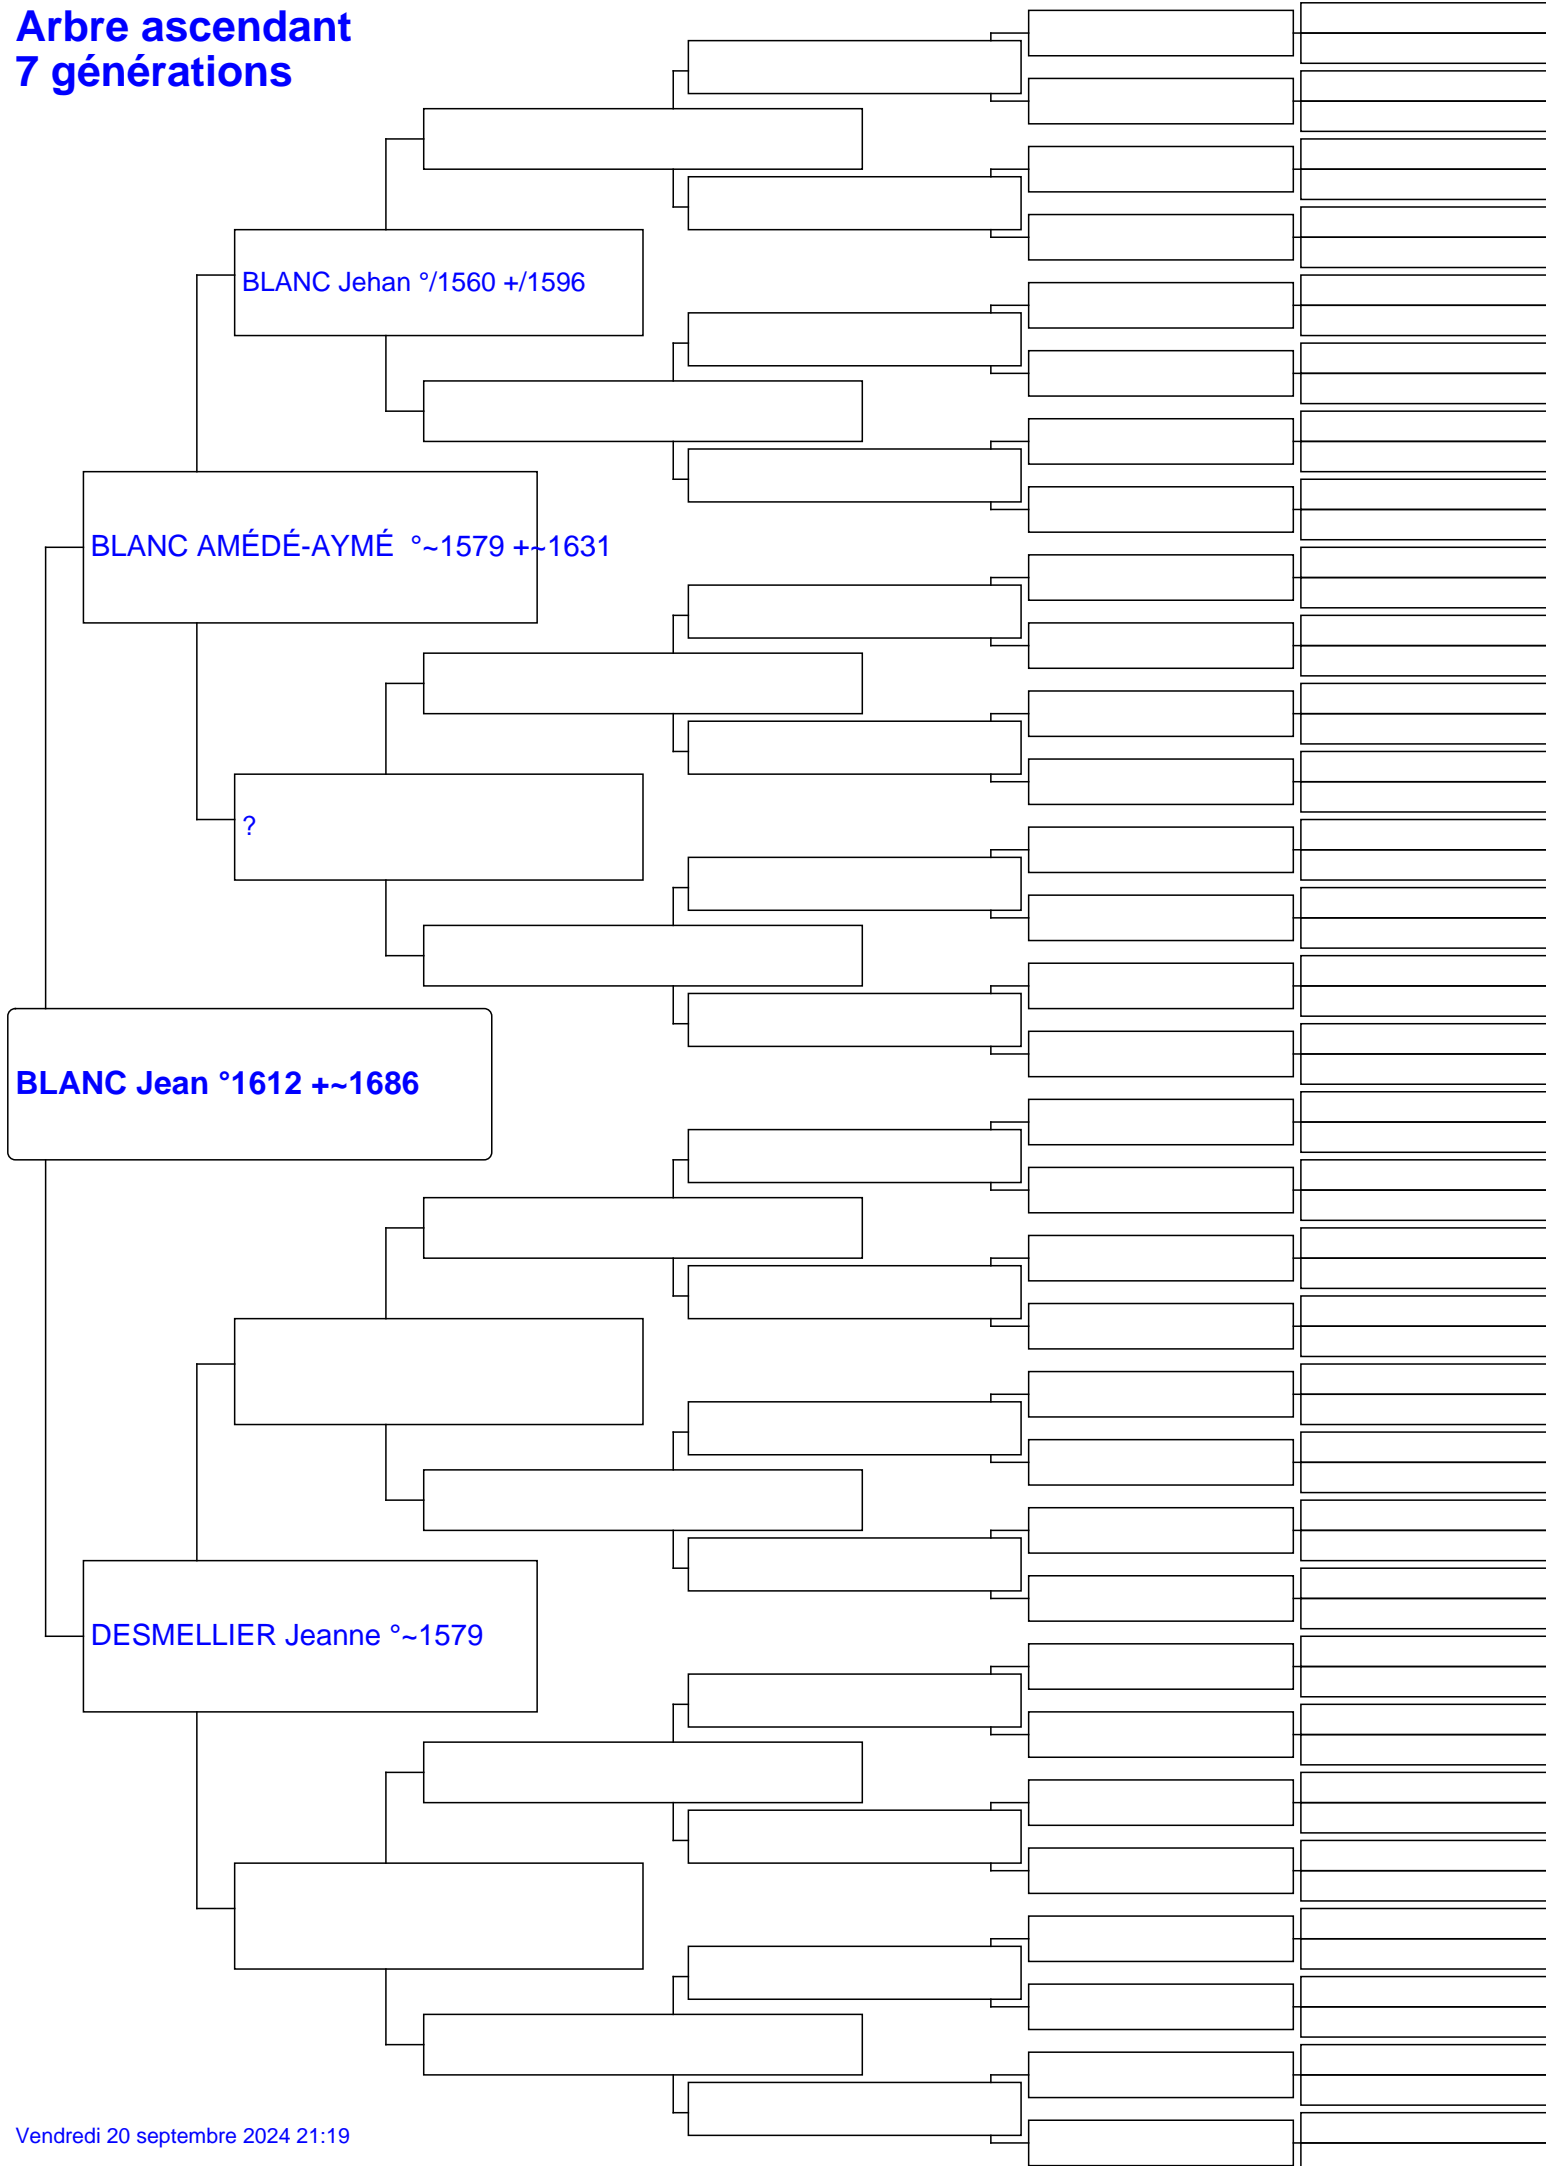 Arbre ascendant
7 générations
BLANC Jehan °/1560 +/1596
BLANC AMÉDÉ-AYMÉ  °~1579 +~1631
?
BLANC Jean °1612 +~1686
DESMELLIER Jeanne °~1579
Vendredi 20 septembre 2024 21:19